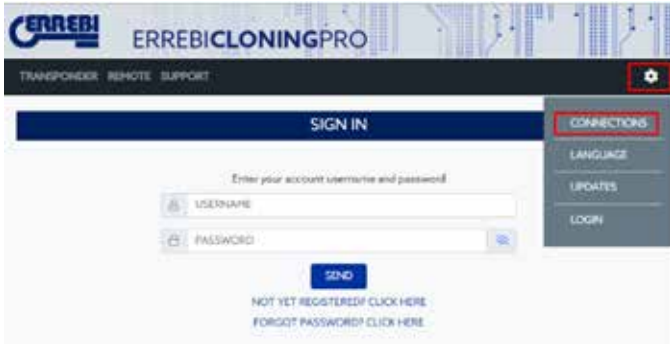 ERREBI
ERREBICLONINGPRO
TRANSPONDER REMOTE SUPPORT
SIGN IN
CONNECTIONS
LANGUAGE
UPDATES
LOGIN
Enter your account username and password
USERNAME
PASSWORD
SEND
NOT YET REGISTERED? CLICK HERE
FORGOT PASSWORD? CLICK HERE